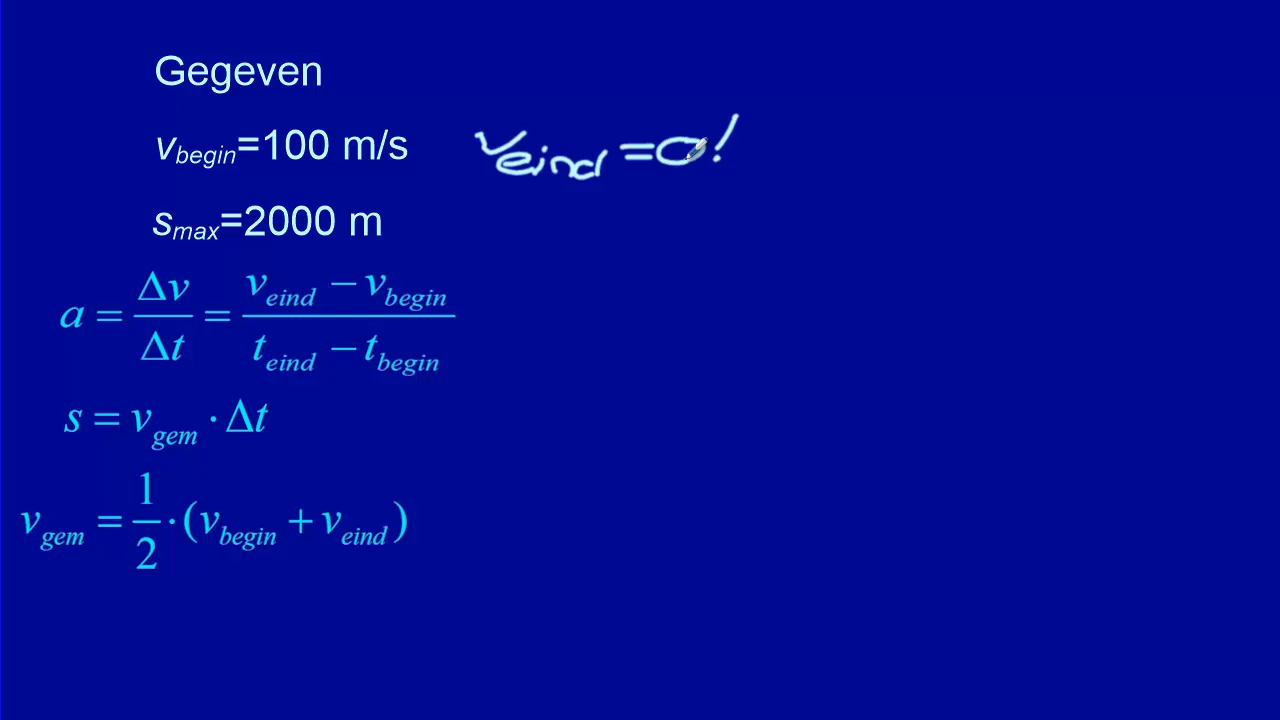 Gegeven
v_begin=100 m/s v_eind=0!
s_max=2000 m
a = Δv/Δt = (v_eind − v_begin)/(t_eind − t_begin)
s = v_gem · Δt
v_gem = 1/2 · (v_begin + v_eind)